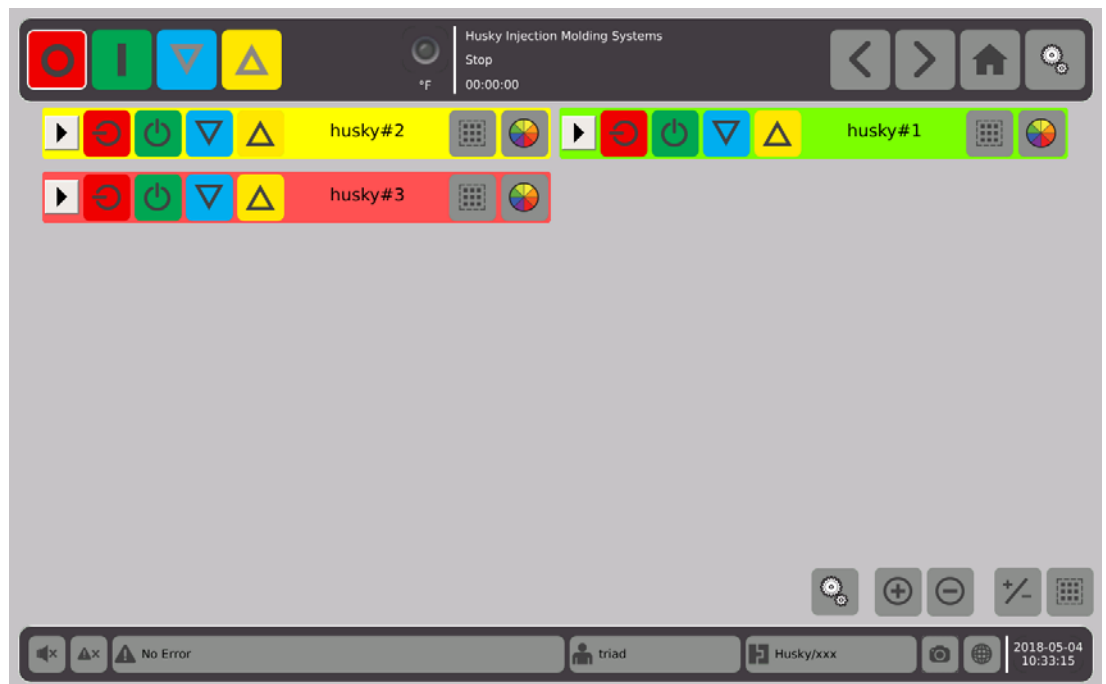 Husky Injection Molding Systems
Stop
°F
00:00:00
husky#2
husky#1
husky#3
No Error
triad
Husky/xxx
2018-05-04
10:33:15